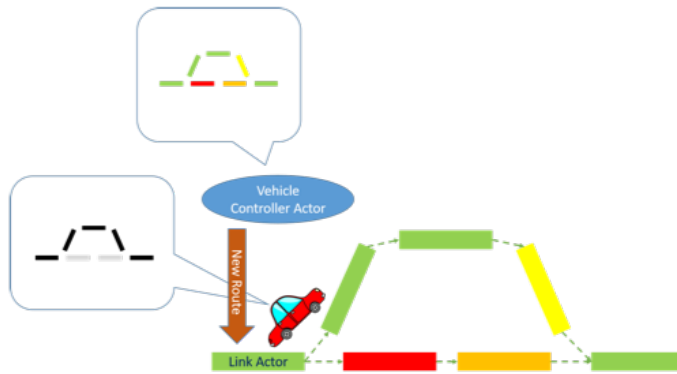 Vehicle
Controller Actor
New Route
Link Actor